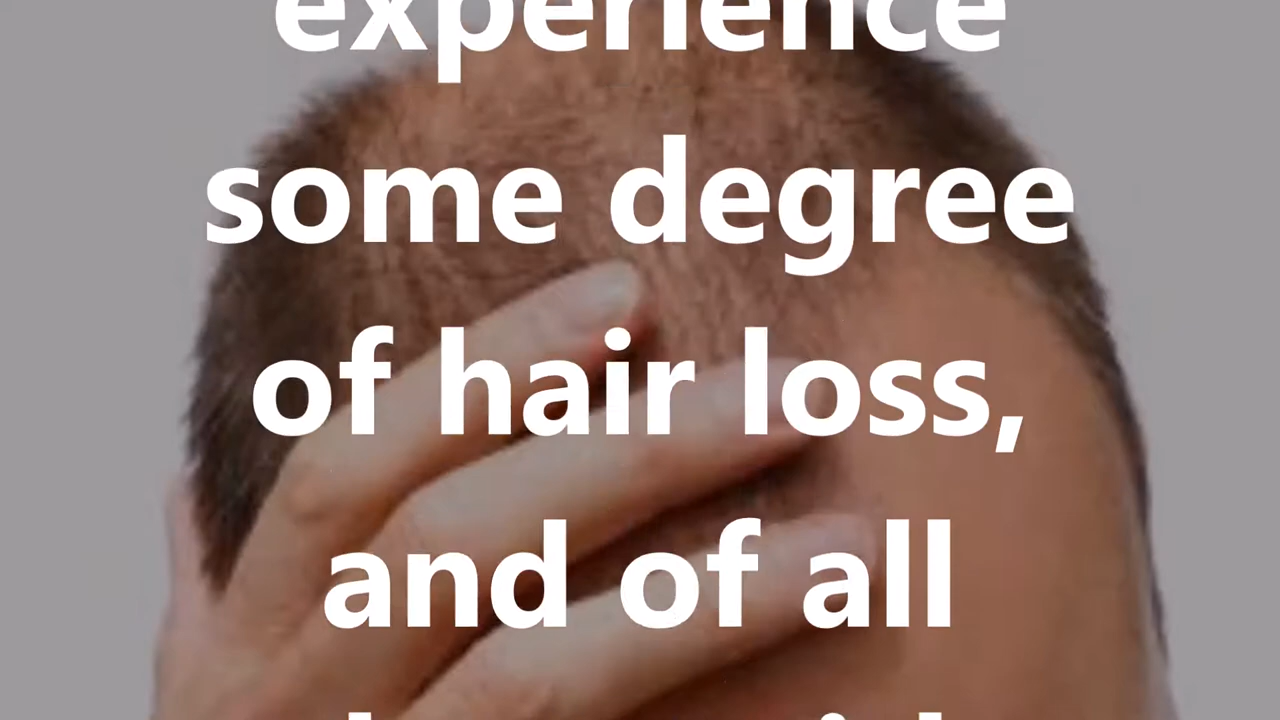 experience
some degree
of hair loss,
and of all